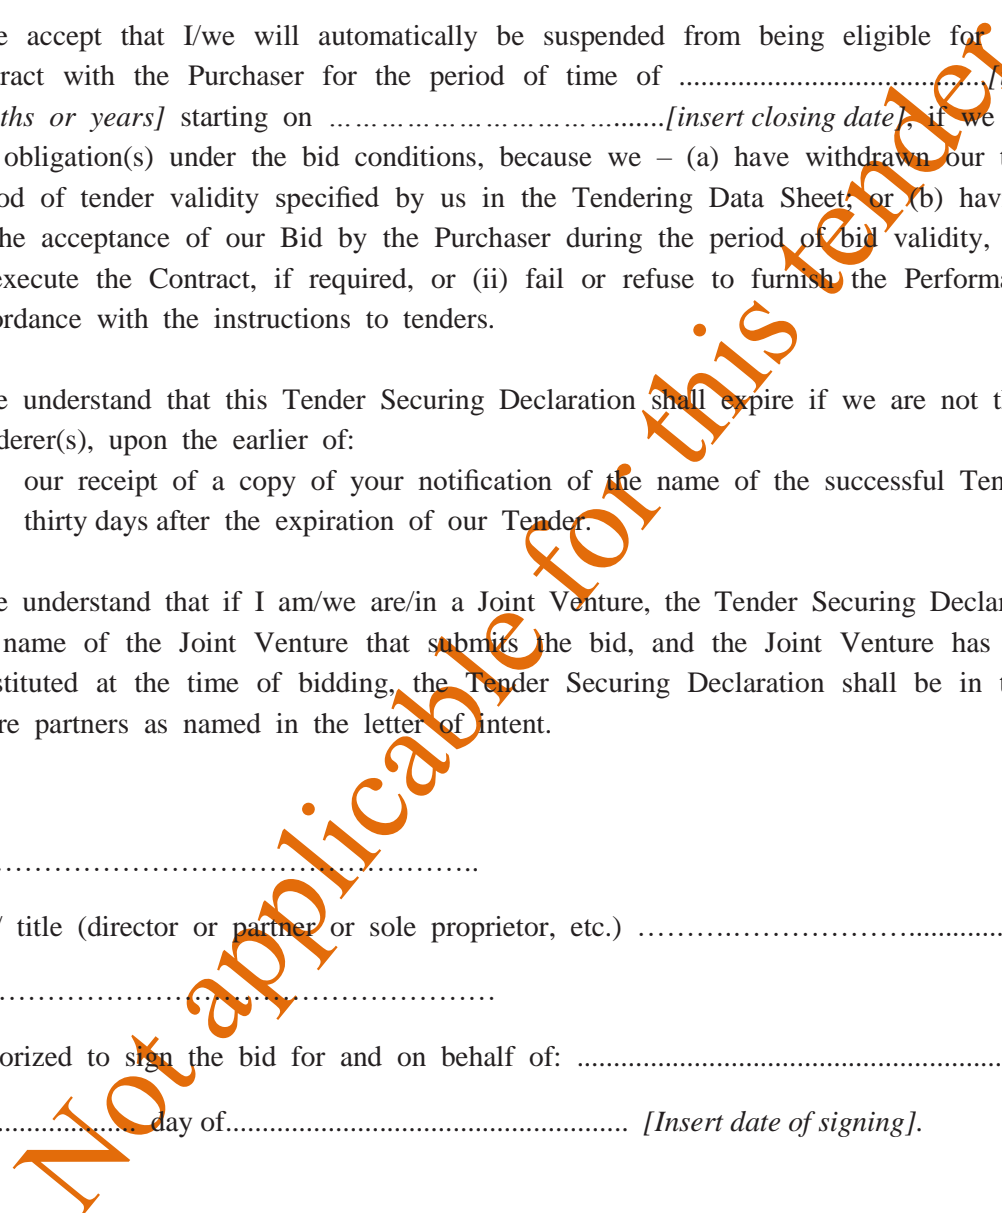 e accept that I/we will automatically be suspended from being eligible for
ract with the Purchaser for the period of time of ..........................................[
ths or years] starting on ……………………………......[insert closing date], if we
obligation(s) under the bid conditions, because we – (a) have withdrawn our t
od of tender validity specified by us in the Tendering Data Sheet; or (b) hav
he acceptance of our Bid by the Purchaser during the period of bid validity,
execute the Contract, if required, or (ii) fail or refuse to furnish the Performa
ordance with the instructions to tenders.
e understand that this Tender Securing Declaration shall expire if we are not t
derer(s), upon the earlier of:
our receipt of a copy of your notification of the name of the successful Ten
thirty days after the expiration of our Tender.
e understand that if I am/we are/in a Joint Venture, the Tender Securing Declar
name of the Joint Venture that submits the bid, and the Joint Venture has
stituted at the time of bidding, the Tender Securing Declaration shall be in t
re partners as named in the letter of intent.
…………………………………………..
/ title (director or partner or sole proprietor, etc.) …………………………............
……………………………………………
orized to sign the bid for and on behalf of: ..........................................................
................... day of....................................................... [Insert date of signing].
Not applicable for this tender